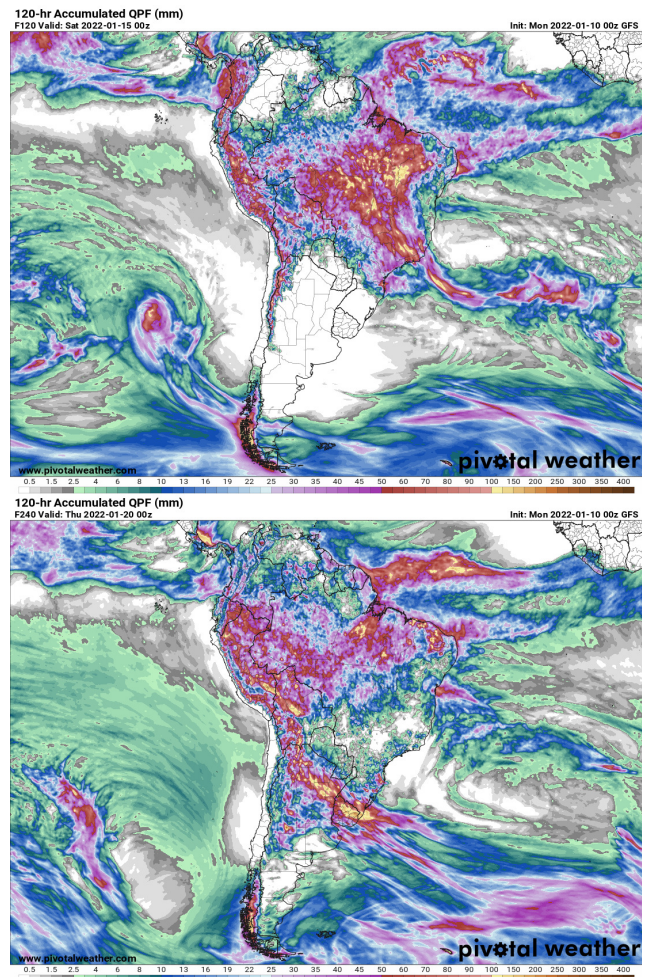 120-hr Accumulated QPF (mm)
F120 Valid: Sat 2022-01-15 00z Init: Mon 2022-01-10 00z GFS
www.pivotalweather.com
pivotal weather
0.5 1.5 2.5 4 6 8 10 13 16 19 22 25 30 35 40 45 50 60 70 80 90 100 150 200 250 300 350 400
120-hr Accumulated QPF (mm)
F240 Valid: Thu 2022-01-20 00z Init: Mon 2022-01-10 00z GFS
www.pivotalweather.com
pivotal weather
0.5 1.5 2.5 4 6 8 10 13 16 19 22 25 30 35 40 45 50 60 70 80 90 100 150 200 250 300 350 400